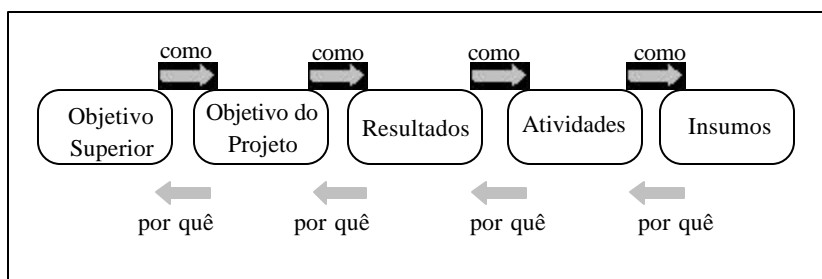 como como como como
Objetivo
Superior
Objetivo do
Projeto
Resultados
Atividades
Insumos
por quê por quê por quê por quê